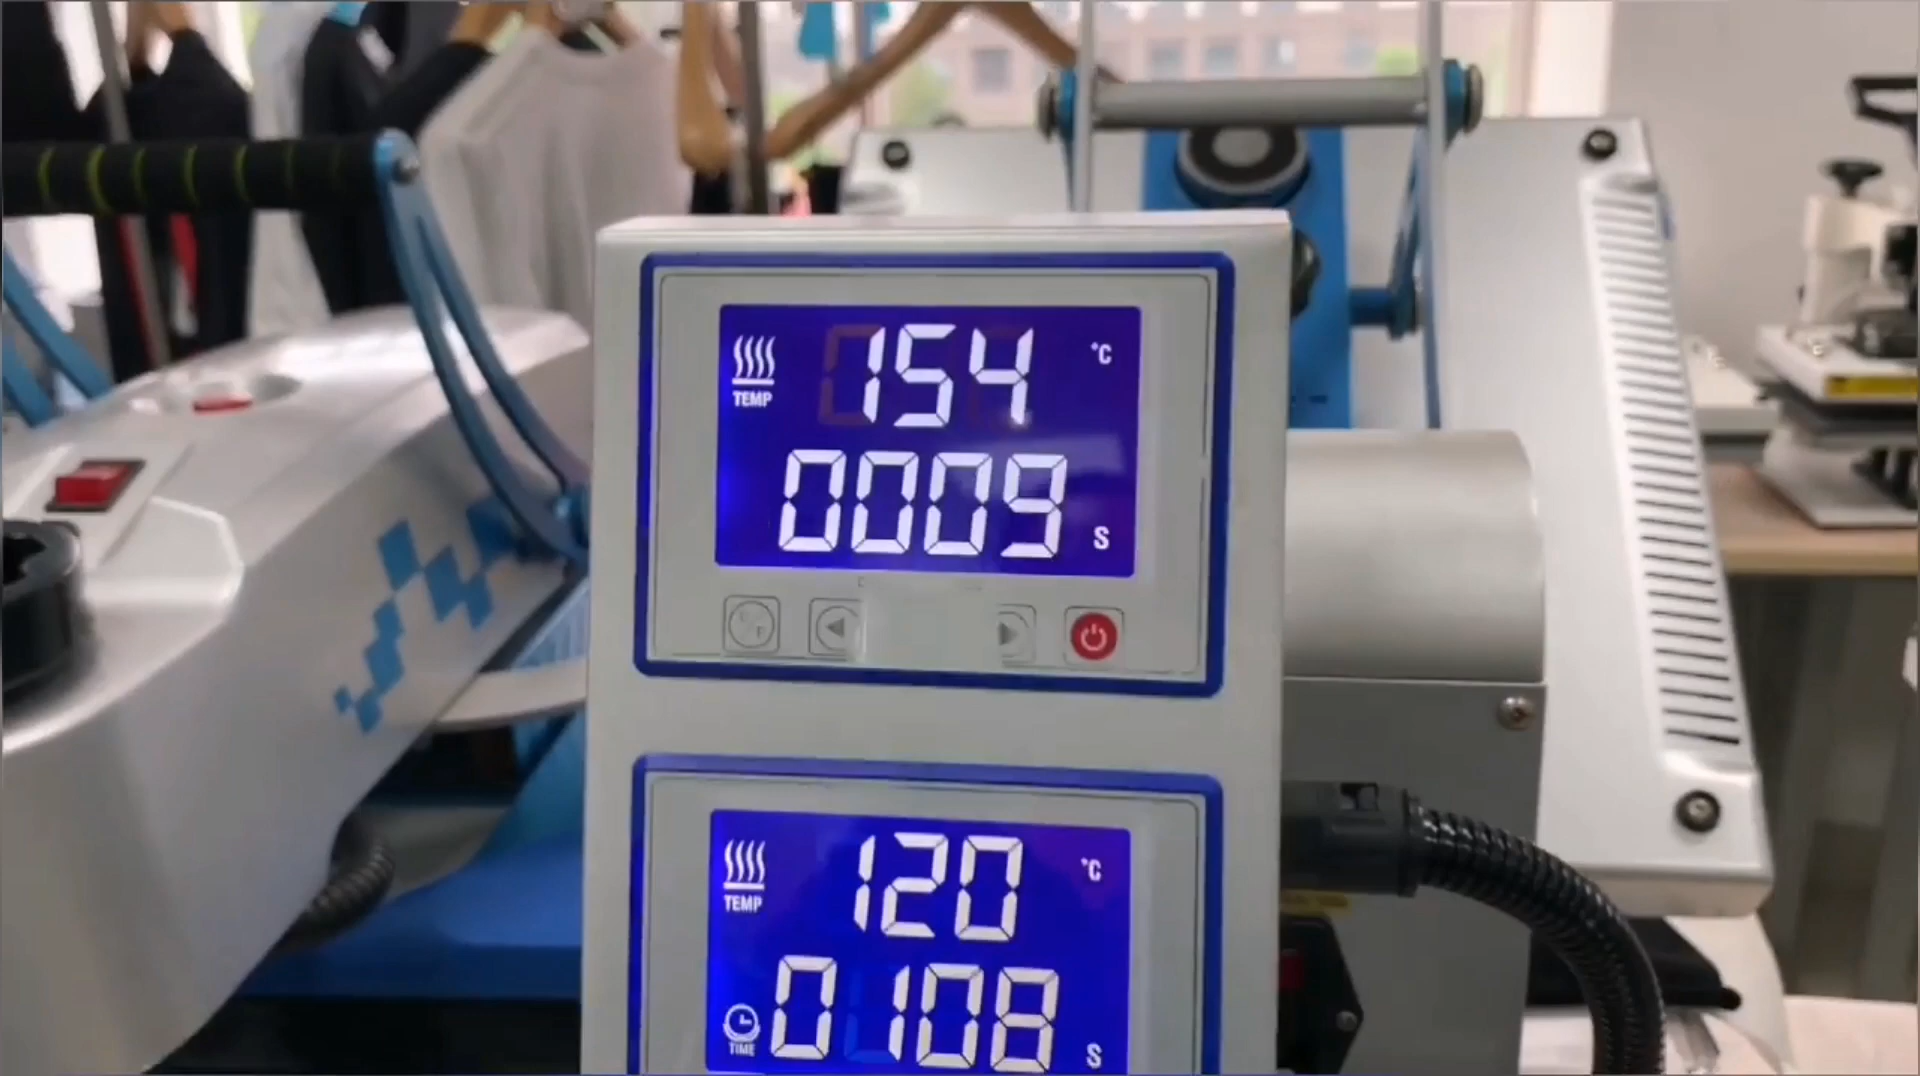 154 °C
TEMP
0009 S
120 °C
TEMP
0108 S
TIME